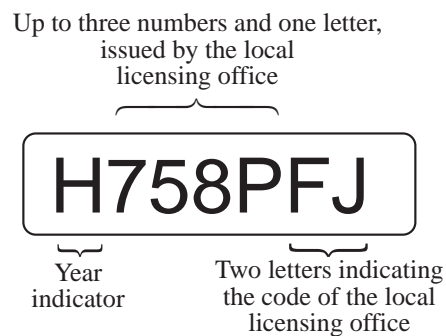 Up to three numbers and one letter,
issued by the local
licensing office
H758PFJ
Year
indicator
Two letters indicating
the code of the local
licensing office